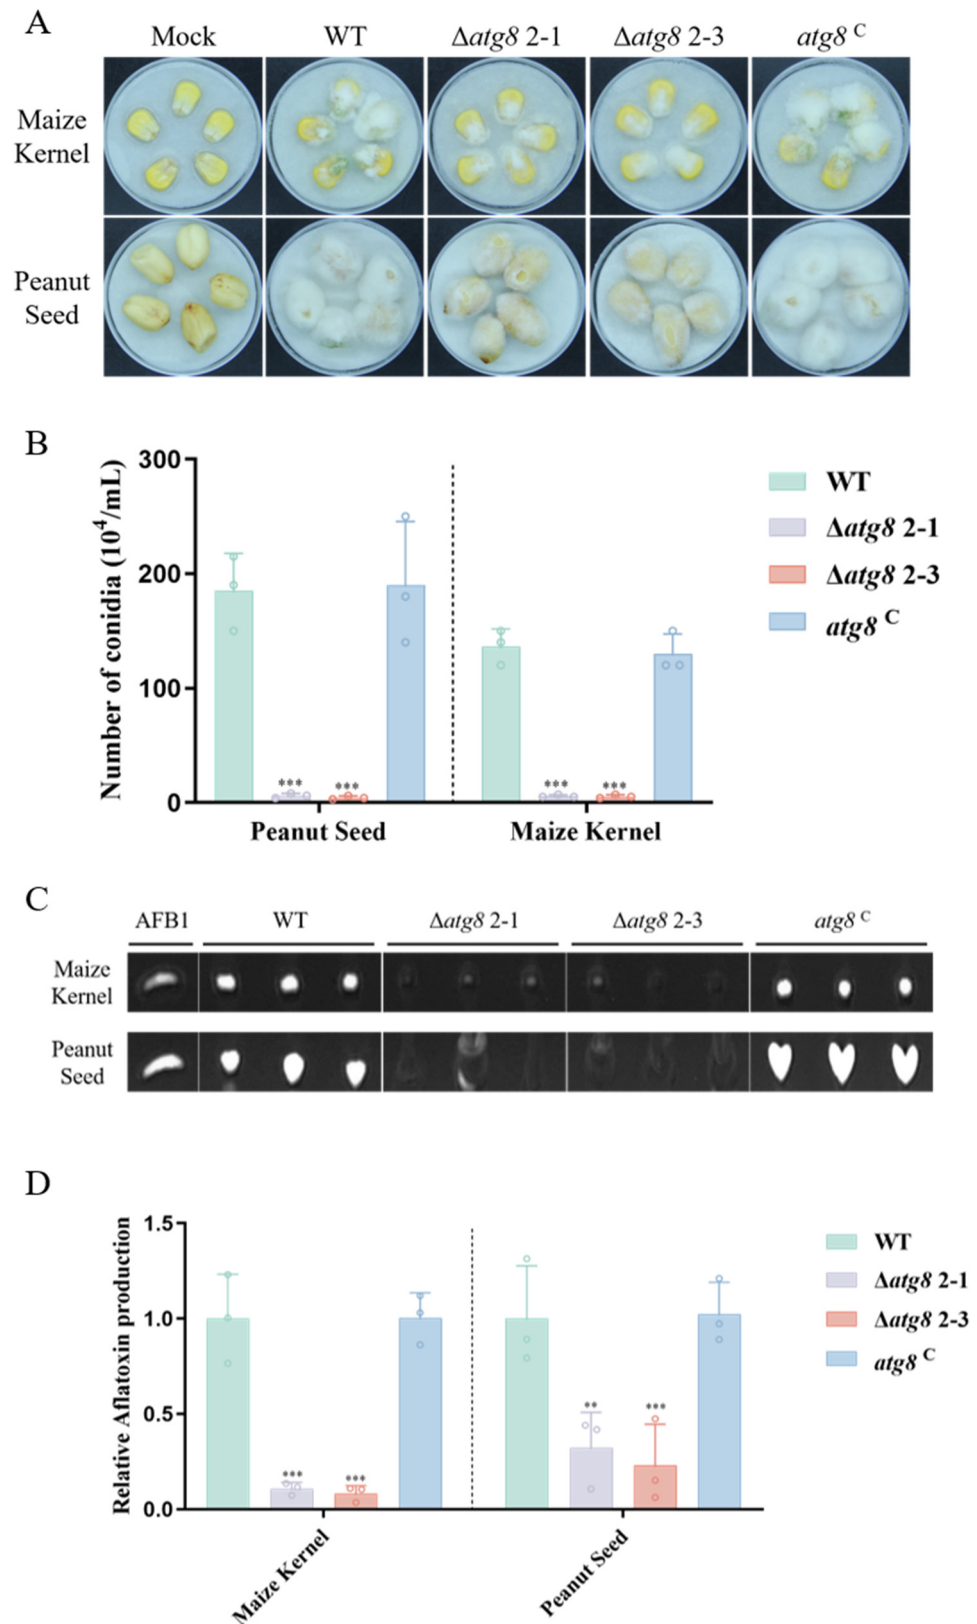 A
Mock WT Δatg8 2-1 Δatg8 2-3 atg8 C
Maize
Kernel
Peanut
Seed
B
Number of conidia (10⁴/mL)
300
200
100
0
*** *** *** ***
Peanut Seed Maize Kernel
WT
Δatg8 2-1
Δatg8 2-3
atg8 C
C
AFB1 WT Δatg8 2-1 Δatg8 2-3 atg8 C
Maize
Kernel
Peanut
Seed
D
Relative Aflatoxin production
1.5
1.0
0.5
0.0
*** *** ** ***
Maize Kernel Peanut Seed
WT
Δatg8 2-1
Δatg8 2-3
atg8 C